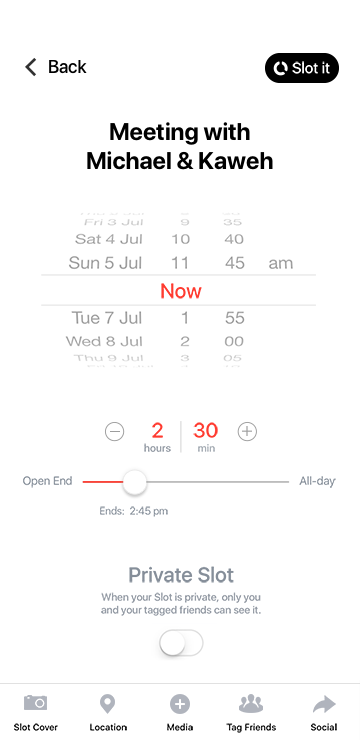 Back
Slot it
Meeting with
Michael & Kaweh
Fri 3 Jul 9 35
Sat 4 Jul 10 40
Sun 5 Jul 11 45 am
Now
Tue 7 Jul 1 55
Wed 8 Jul 2 00
Thu 9 Jul 3 05
2 30
hours min
Open End All-day
Ends: 2:45 pm
Private Slot
When your Slot is private, only you
and your tagged friends can see it.
Slot Cover Location Media Tag Friends Social